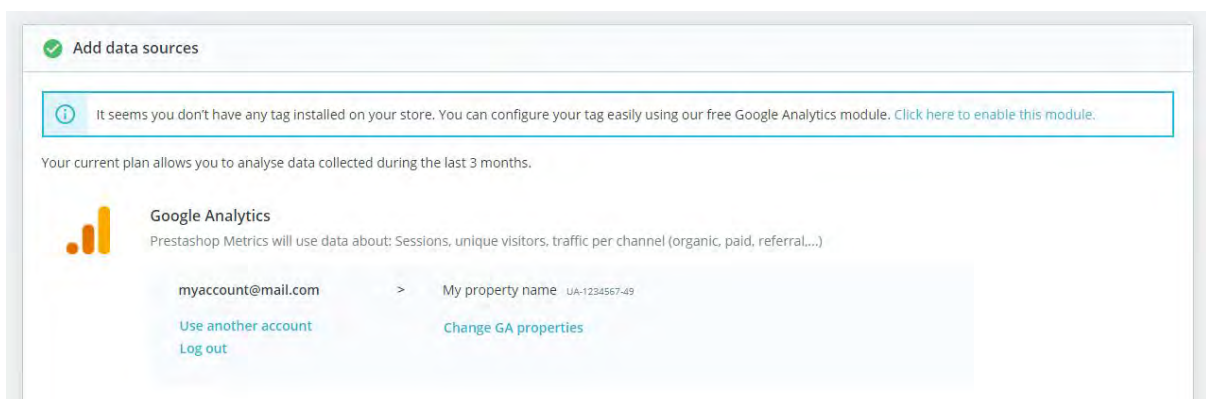 Add data sources
It seems you don't have any tag installed on your store. You can configure your tag easily using our free Google Analytics module. Click here to enable this module.
Your current plan allows you to analyse data collected during the last 3 months.
Google Analytics
Prestashop Metrics will use data about: Sessions, unique visitors, traffic per channel (organic, paid, referral,...)
myaccount@mail.com > My property name UA-1234567-49
Use another account Change GA properties
Log out